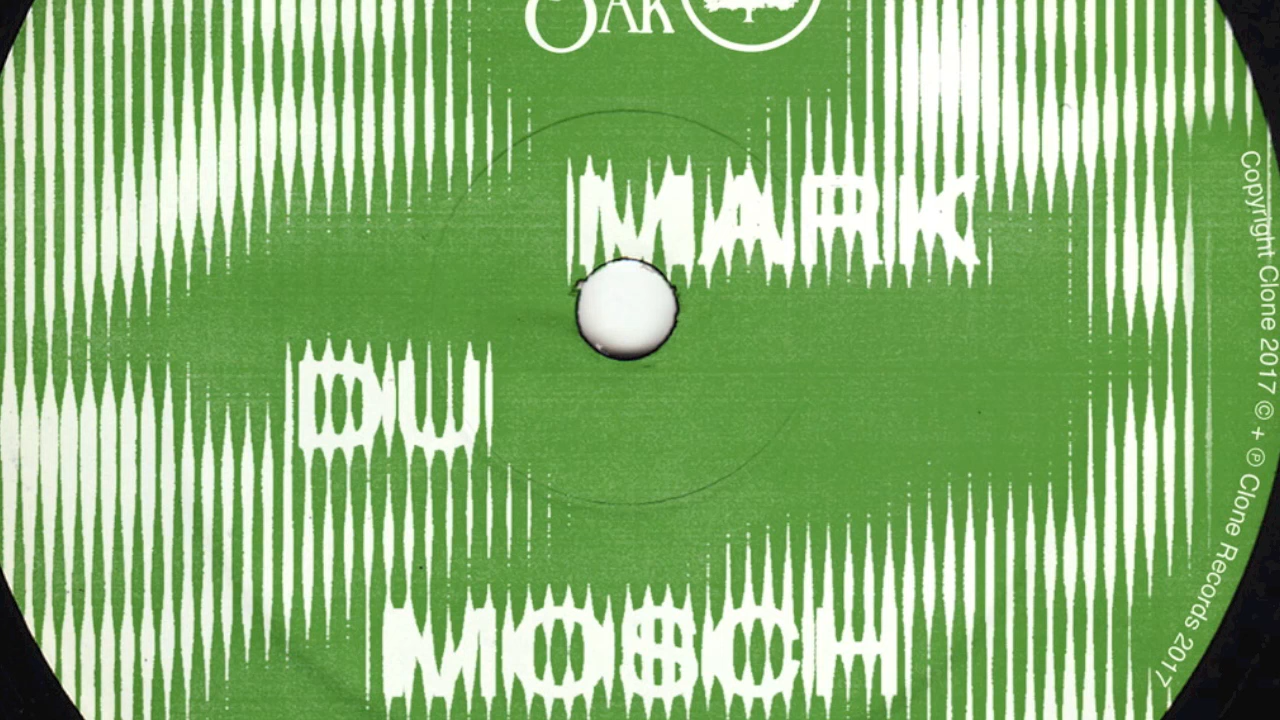 OAK
MARK
DU
MOSCH
Copyright Clone 2017 © + ℗ Clone Records 2017